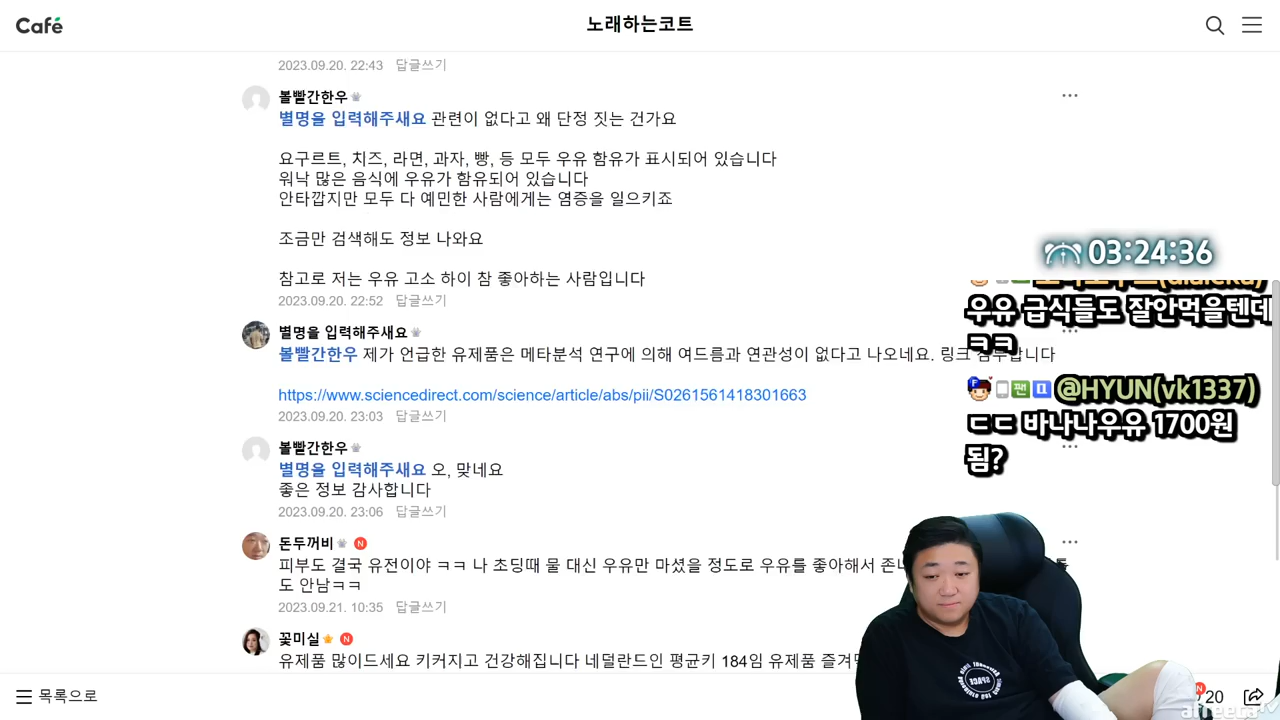 Café
노래하는코트
2023.09.20. 22:43 답글쓰기
볼빨간한우
별명을 입력해주새요 관련이 없다고 왜 단정 짓는 건가요
요구르트, 치즈, 라면, 과자, 빵, 등 모두 우유 함유가 표시되어 있습니다
워낙 많은 음식에 우유가 함유되어 있습니다
안타깝지만 모두 다 예민한 사람에게는 염증을 일으키죠
조금만 검색해도 정보 나와요
참고로 저는 우유 고소 하이 참 좋아하는 사람입니다
2023.09.20. 22:52 답글쓰기
03:24:36
우유 급식들도 잘안먹을텐데
ㅋㅋ
별명을 입력해주새요
볼빨간한우 제가 언급한 유제품은 메타분석 연구에 의해 여드름과 연관성이 없다고 나오네요. 링크 첨부합니다
https://www.sciencedirect.com/science/article/abs/pii/S0261561418301663
2023.09.20. 23:03 답글쓰기
@HYUN(vk1337)
ㄷㄷ 바나나우유 1700원
됨?
볼빨간한우
별명을 입력해주새요 오, 맞네요
좋은 정보 감사합니다
2023.09.20. 23:06 답글쓰기
돈두꺼비 N
피부도 결국 유전이야 ㅋㅋ 나 초딩때 물 대신 우유만 마셨을 정도로 우유를 좋아해서
도 안남ㅋㅋ
2023.09.21. 10:35 답글쓰기
꽃미실 N
유제품 많이드세요 키커지고 건강해집니다 네덜란드인 평균키 184임 유제품
목록으로
N
20
SPACE